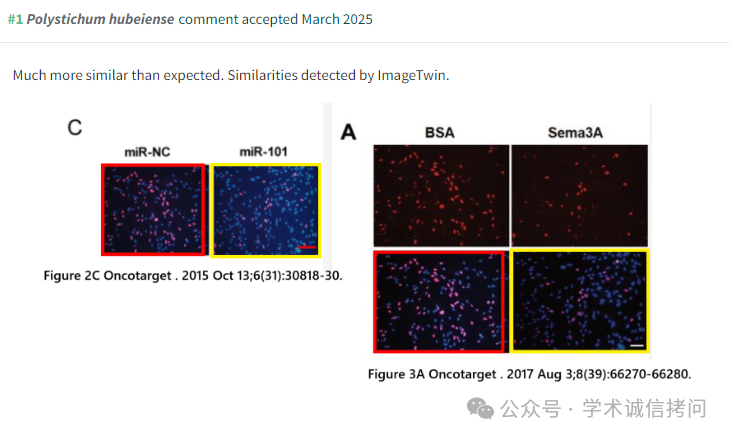 #1 Polystichum hubeiense comment accepted March 2025
Much more similar than expected. Similarities detected by ImageTwin.
C
miR-NC miR-101
Figure 2C Oncotarget . 2015 Oct 13;6(31):30818-30.
A
BSA Sema3A
Figure 3A Oncotarget . 2017 Aug 3;8(39):66270-66280.
公众号 · 学术诚信拷问